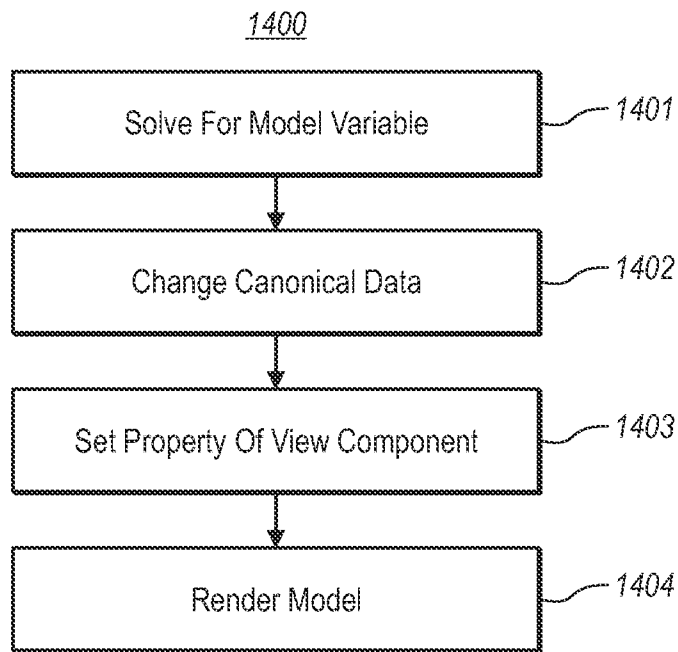 1400
Solve For Model Variable
1401
Change Canonical Data
1402
Set Property Of View Component
1403
Render Model
1404